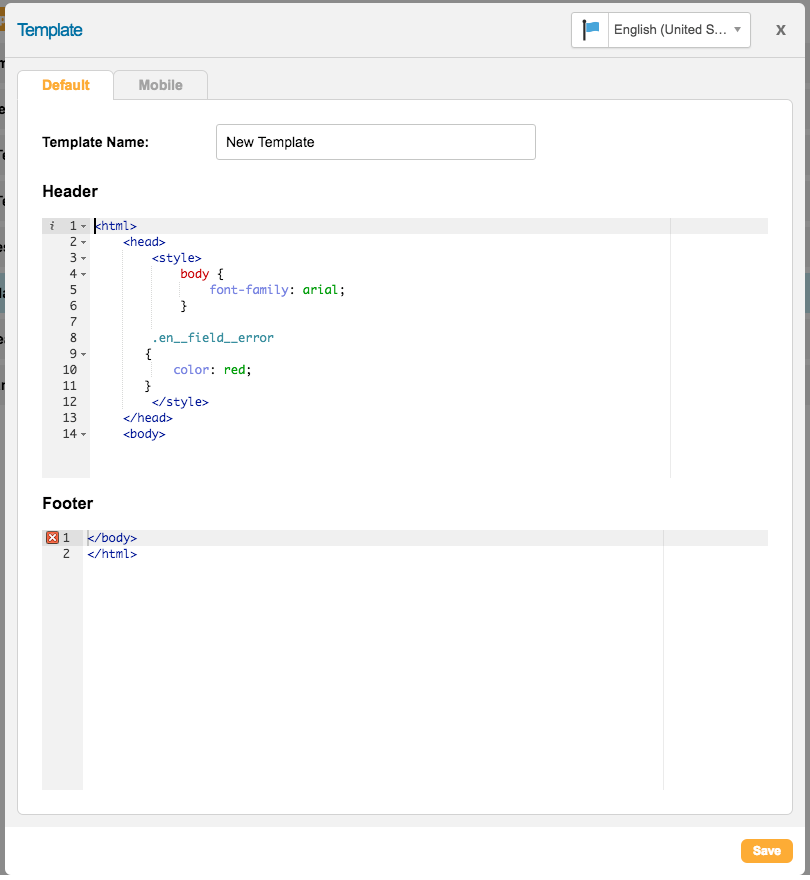 Template
English (United S...
x
Default
Mobile
Template Name:
New Template
Header
i 1 <html>
2 <head>
3 <style>
4 body {
5 font-family: arial;
6 }
7
8 .en__field__error
9 {
10 color: red;
11 }
12 </style>
13 </head>
14 <body>
Footer
1 </body>
2 </html>
Save